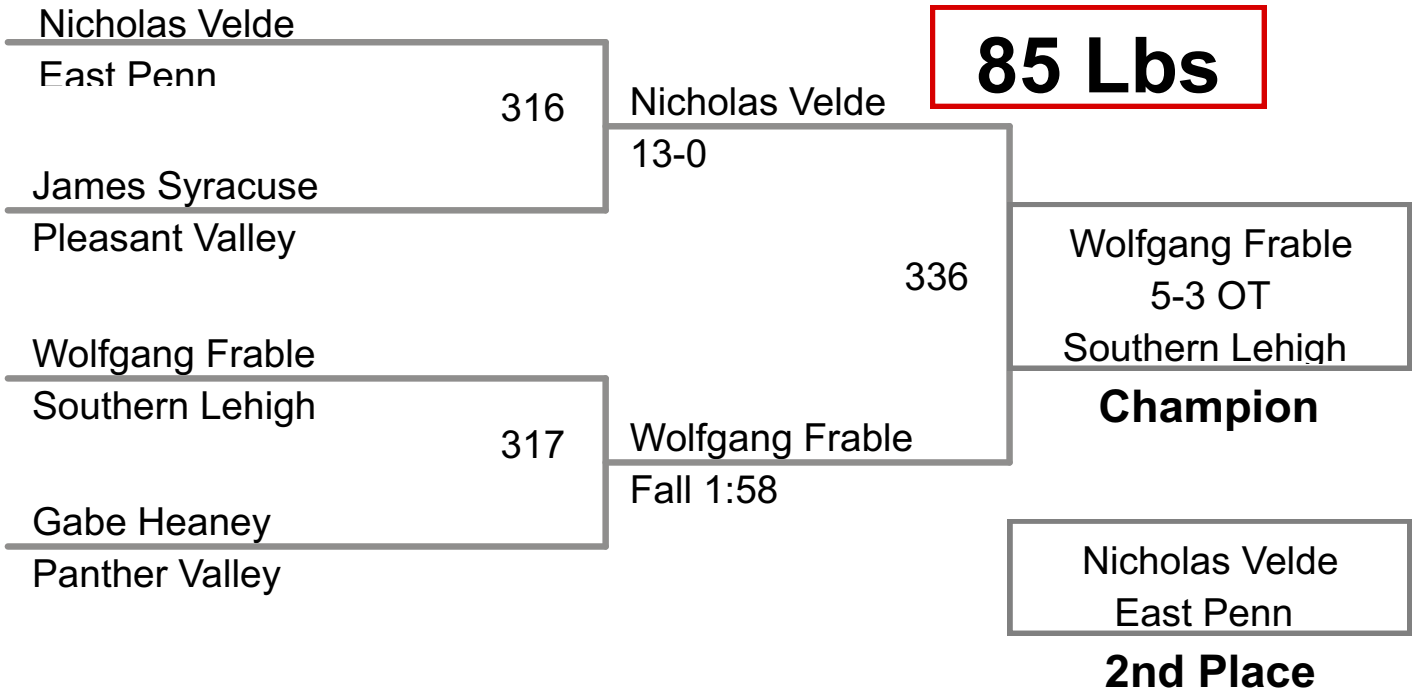 Nicholas Velde
East Penn
85 Lbs
316
Nicholas Velde
13-0
James Syracuse
Pleasant Valley
336
Wolfgang Frable
5-3 OT
Southern Lehigh
Champion
Wolfgang Frable
Southern Lehigh
317
Wolfgang Frable
Fall 1:58
Gabe Heaney
Panther Valley
Nicholas Velde
East Penn
2nd Place